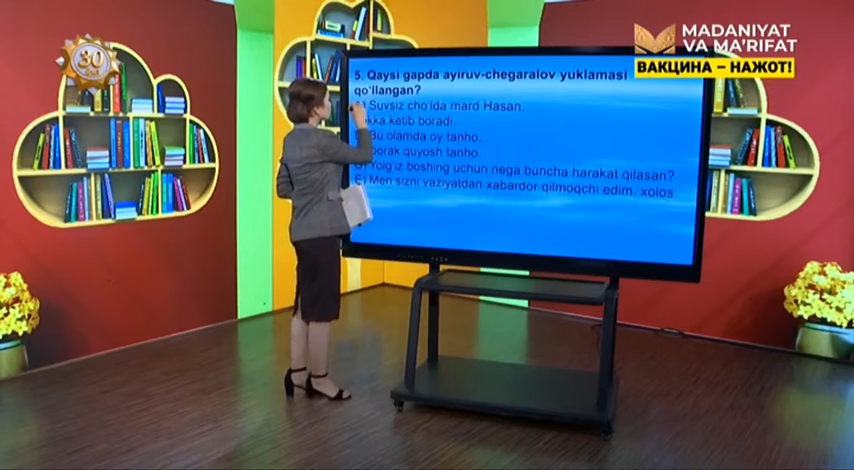 30
MADANIYAT
VA MA'RIFAT
ВАКЦИНА – НАЖОТ!
5. Qaysi gapda ayiruv-chegaralov yuklamasi
qo'llangan?
Suvsiz cho'lda mard Hasan,
ketib boradi.
Bu olamda oy tanho,
quyosh tanho.
Yolg'iz boshing uchun nega buncha harakat qilasan?
E) Men sizni vaziyatdan xabardor qilmoqchi edim, xolos.